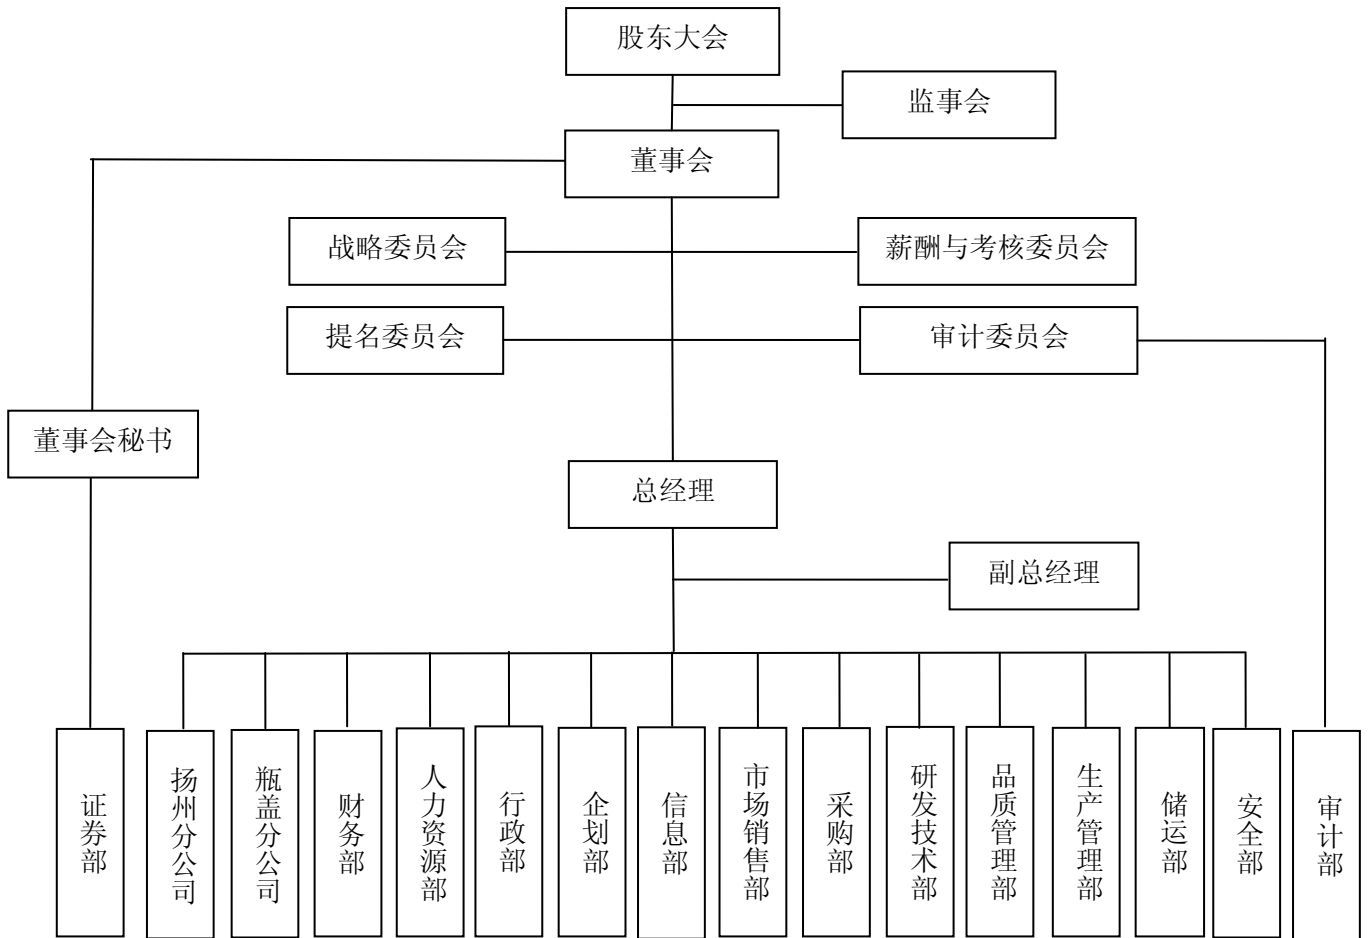 股东大会
监事会
董事会
战略委员会
薪酬与考核委员会
提名委员会
审计委员会
董事会秘书
总经理
副总经理
证券部
扬州分公司
瓶盖分公司
财务部
人力资源部
行政部
企划部
信息部
市场销售部
采购部
研发技术部
品质管理部
生产管理部
储运部
安全部
审计部